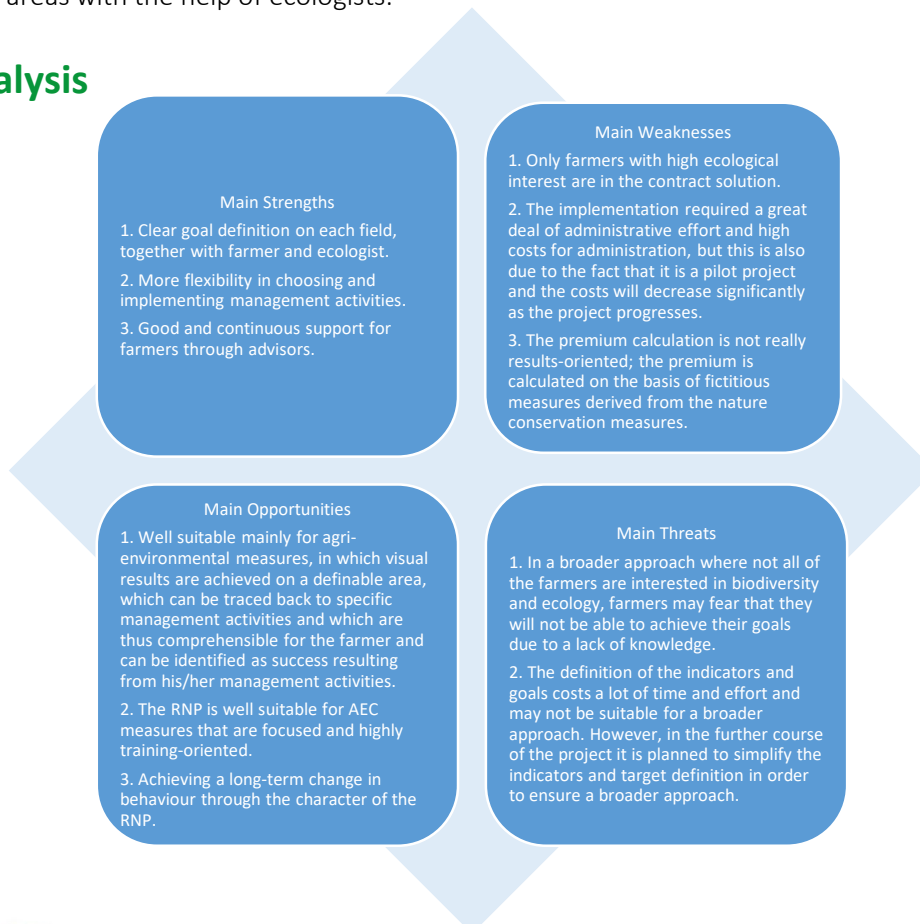 areas with the help of ecologists.
alysis
Main Strengths
1. Clear goal definition on each field,
together with farmer and ecologist.
2. More flexibility in choosing and
implementing management activities.
3. Good and continuous support for
farmers through advisors.
Main Weaknesses
1. Only farmers with high ecological
interest are in the contract solution.
2. The implementation required a great
deal of administrative effort and high
costs for administration, but this is also
due to the fact that it is a pilot project
and the costs will decrease significantly
as the project progresses.
3. The premium calculation is not really
results-oriented; the premium is
calculated on the basis of fictitious
measures derived from the nature
conservation measures.
Main Opportunities
1. Well suitable mainly for agri-
environmental measures, in which visual
results are achieved on a definable area,
which can be traced back to specific
management activities and which are
thus comprehensible for the farmer and
can be identified as success resulting
from his/her management activities.
2. The RNP is well suitable for AEC
measures that are focused and highly
training-oriented.
3. Achieving a long-term change in
behaviour through the character of the
RNP.
Main Threats
1. In a broader approach where not all of
the farmers are interested in biodiversity
and ecology, farmers may fear that they
will not be able to achieve their goals
due to a lack of knowledge.
2. The definition of the indicators and
goals costs a lot of time and effort and
may not be suitable for a broader
approach. However, in the further course
of the project it is planned to simplify the
indicators and target definition in order
to ensure a broader approach.